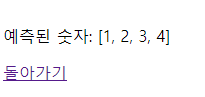 예측된 숫자: [1, 2, 3, 4]
돌아가기